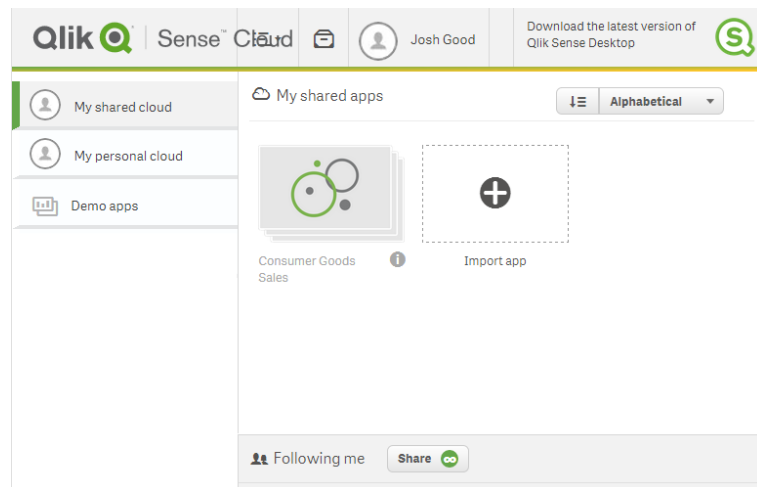 Qlik Sense™ Cloud
Josh Good
Download the latest version of
Qlik Sense Desktop
S
My shared cloud
My personal cloud
Demo apps
My shared apps
Alphabetical
Consumer Goods
Sales
Import app
Following me
Share